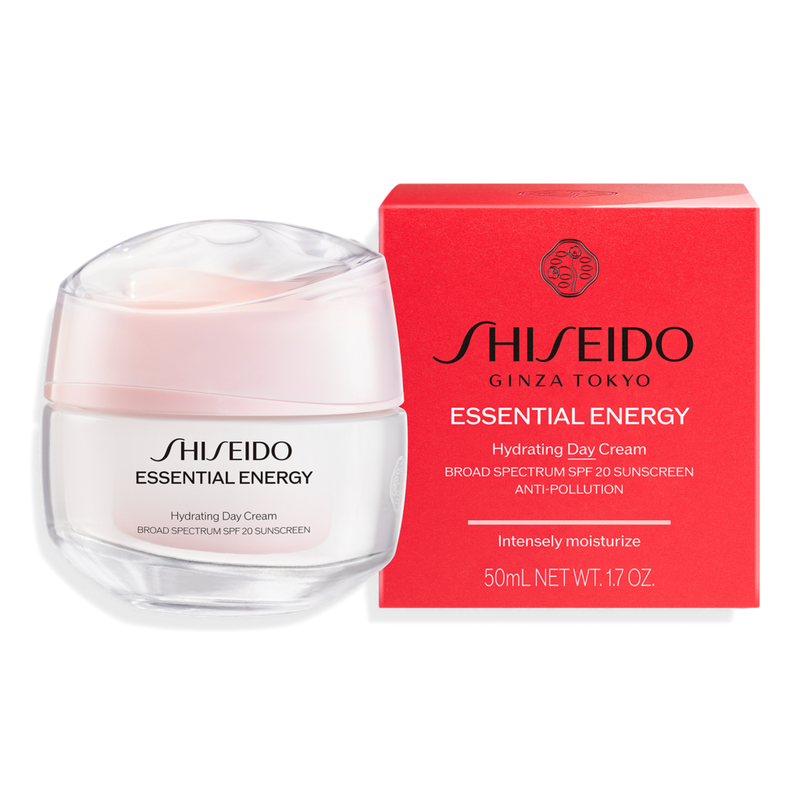 SHISEIDO
ESSENTIAL ENERGY
Hydrating Day Cream
BROAD SPECTRUM SPF 20 SUNSCREEN
SHISEIDO
GINZA TOKYO
ESSENTIAL ENERGY
Hydrating Day Cream
BROAD SPECTRUM SPF 20 SUNSCREEN
ANTI-POLLUTION
Intensely moisturize
50mL NET WT. 1.7 OZ.